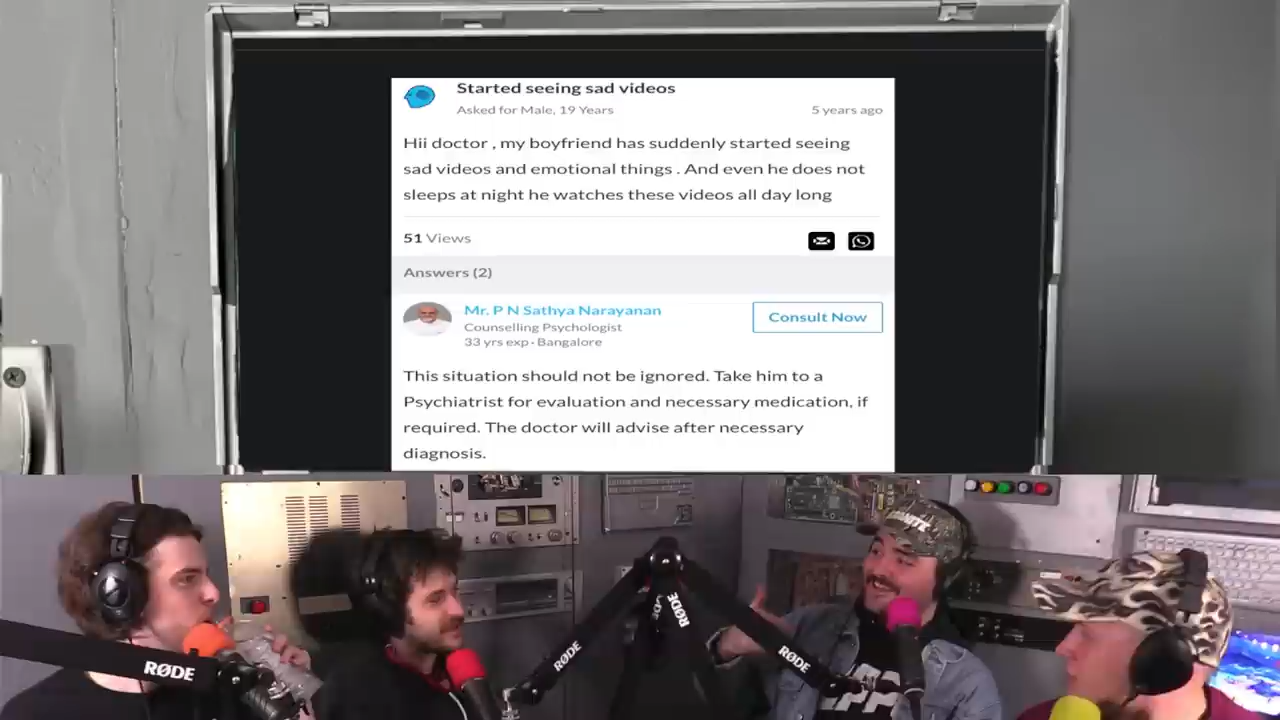 Started seeing sad videos
Asked for Male, 19 Years
5 years ago
Hii doctor , my boyfriend has suddenly started seeing
sad videos and emotional things . And even he does not
sleeps at night he watches these videos all day long
51 Views
Answers (2)
Mr. P N Sathya Narayanan
Consult Now
Counselling Psychologist
33 yrs exp · Bangalore
This situation should not be ignored. Take him to a
Psychiatrist for evaluation and necessary medication, if
required. The doctor will advise after necessary
diagnosis.
RØDE
RØDE
RØDE
RØDE